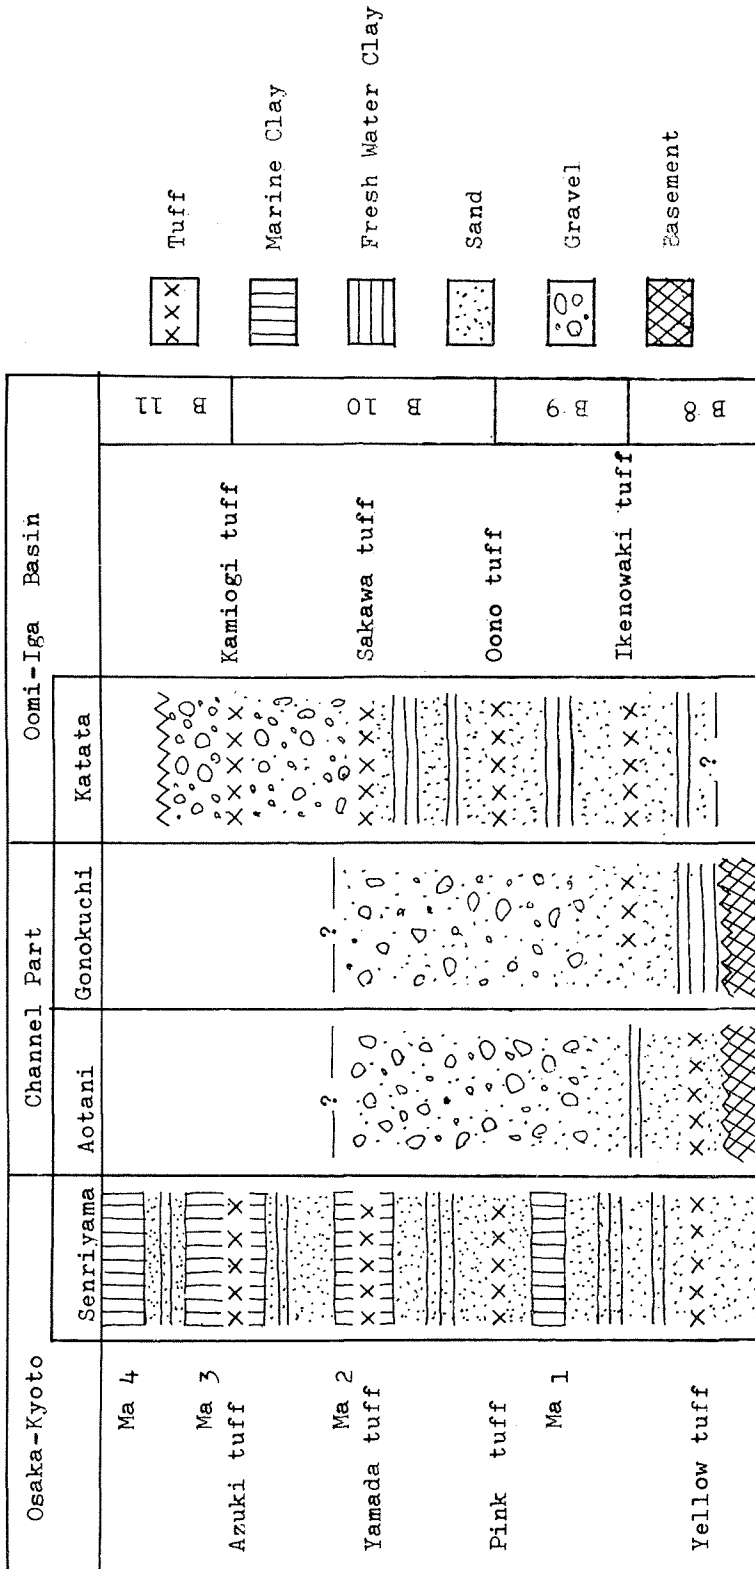 Osaka-Kyoto
Channel Part
Oomi-Iga Basin
Senriyama
Aotani
Gonokuchi
Katata
Ma 4
Ma 3
Azuki tuff
Ma 2
Yamada tuff
Pink tuff
Ma 1
Yellow tuff
?
?
?
Kamiogi tuff
Sakawa tuff
Oono tuff
Ikenowaki tuff
B 11
B 10
B 9
B 8
Tuff
Marine Clay
Fresh Water Clay
Sand
Gravel
Basement